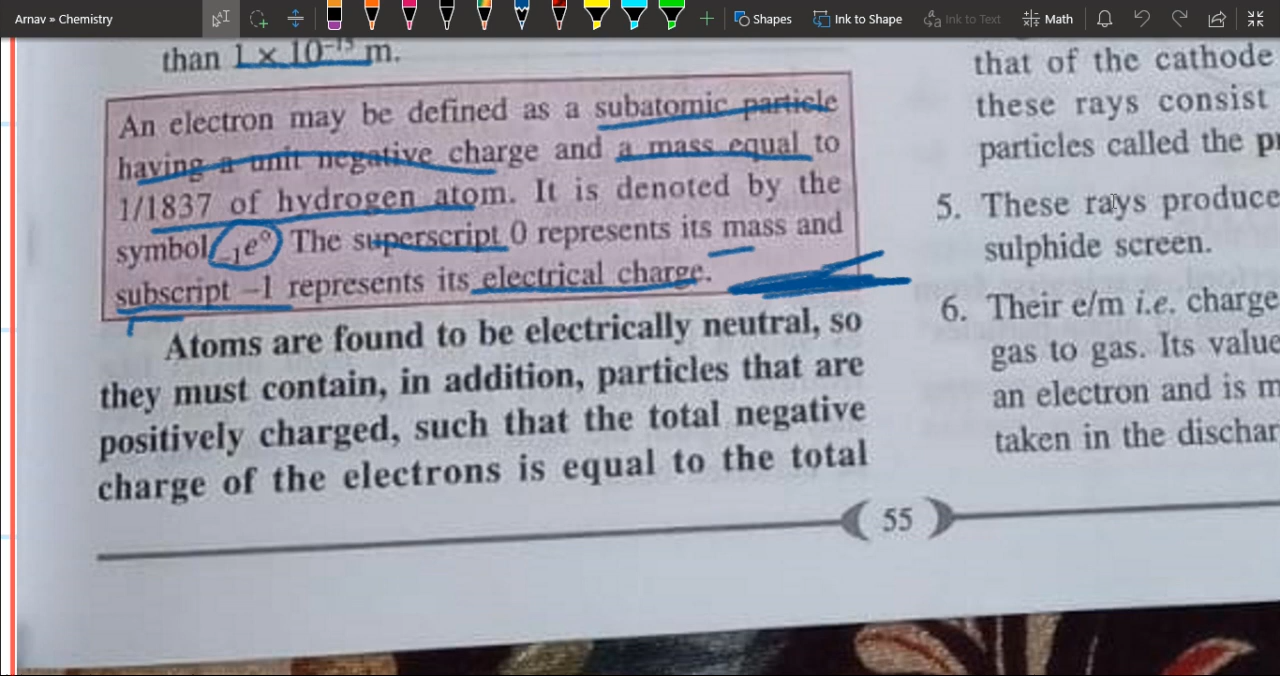 Arnav » Chemistry
Shapes
Ink to Shape
Ink to Text
Math
than 1 × 10⁻¹⁵ m.
An electron may be defined as a subatomic particle
having a unit negative charge and a mass equal to
1/1837 of hydrogen atom. It is denoted by the
symbol ₋₁e⁰ The superscript 0 represents its mass and
subscript –1 represents its electrical charge.
Atoms are found to be electrically neutral, so
they must contain, in addition, particles that are
positively charged, such that the total negative
charge of the electrons is equal to the total
55
that of the cathode
these rays consist
particles called the
5. These rays produce
sulphide screen.
6. Their e/m i.e. charge
gas to gas. Its value
an electron and is
taken in the